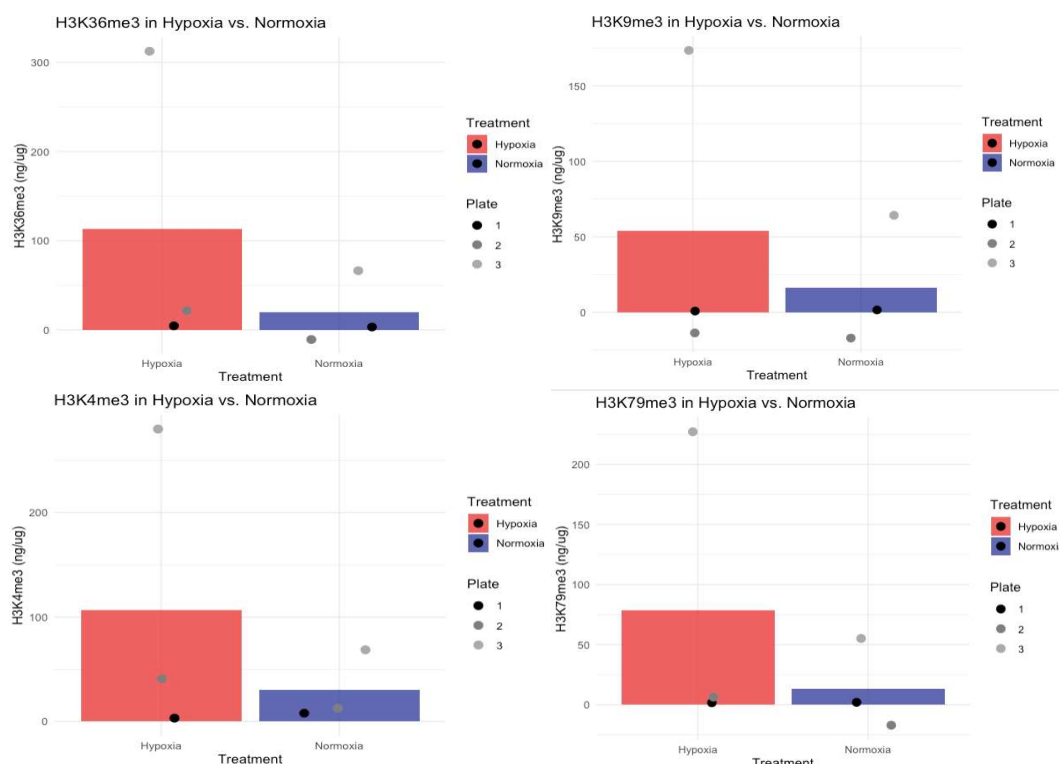 H3K36me3 in Hypoxia vs. Normoxia
300
200
100
0
H3K36me3 (ng/ug)
Hypoxia
Normoxia
Treatment
Treatment
Hypoxia
Normoxia
Plate
1
2
3
H3K9me3 in Hypoxia vs. Normoxia
150
100
50
0
H3K9me3 (ng/ug)
Hypoxia
Normoxia
Treatment
Treatment
Hypoxia
Normoxia
Plate
1
2
3
H3K4me3 in Hypoxia vs. Normoxia
200
100
0
H3K4me3 (ng/ug)
Hypoxia
Normoxia
Treatment
Treatment
Hypoxia
Normoxia
Plate
1
2
3
H3K79me3 in Hypoxia vs. Normoxia
200
150
100
50
0
H3K79me3 (ng/ug)
Hypoxia
Normoxia
Treatment
Treatment
Hypoxia
Normoxi
Plate
1
2
3